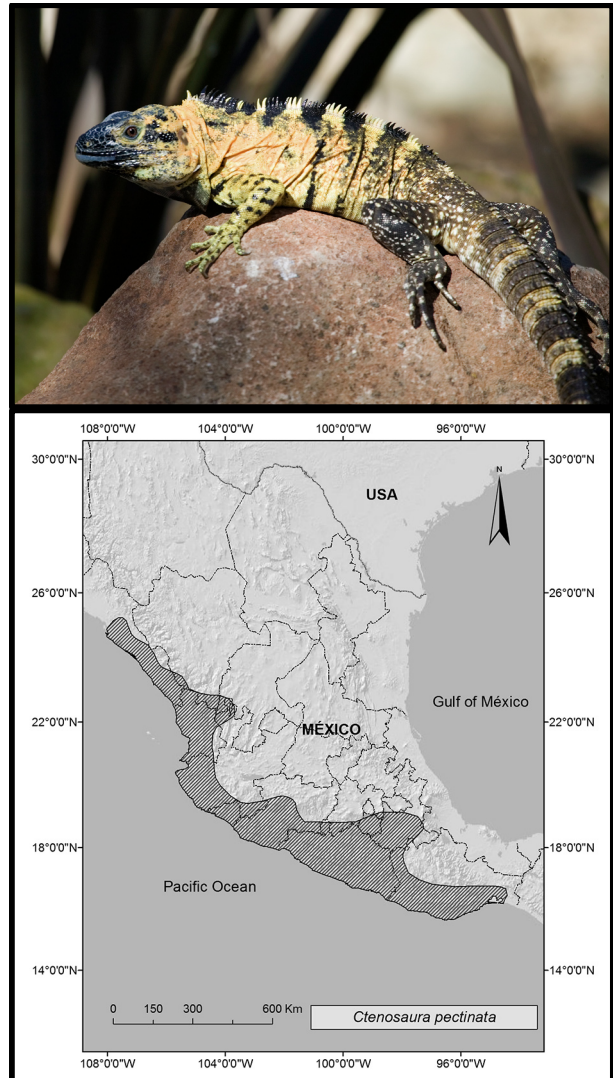 108°0'0"W 104°0'0"W 100°0'0"W 96°0'0"W
30°0'0"N 30°0'0"N
N
USA
26°0'0"N 26°0'0"N
Gulf of México
22°0'0"N 22°0'0"N
MÉXICO
18°0'0"N 18°0'0"N
Pacific Ocean
14°0'0"N 14°0'0"N
0 150 300 600 Km
Ctenosaura pectinata
108°0'0"W 104°0'0"W 100°0'0"W 96°0'0"W